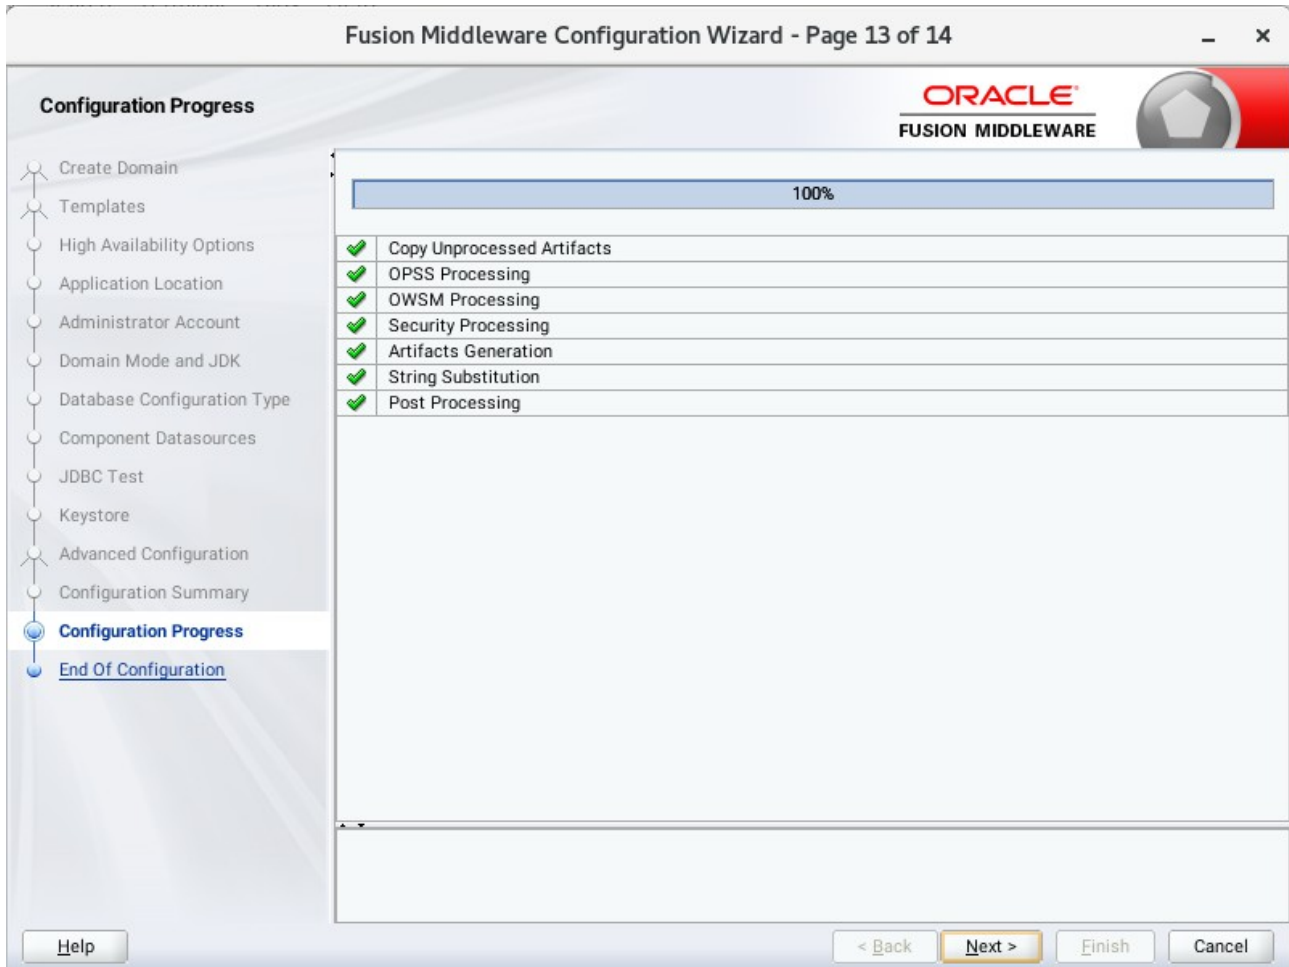 Fusion Middleware Configuration Wizard - Page 13 of 14
Configuration Progress
ORACLE
FUSION MIDDLEWARE
Create Domain
Templates
High Availability Options
Application Location
Administrator Account
Domain Mode and JDK
Database Configuration Type
Component Datasources
JDBC Test
Keystore
Advanced Configuration
Configuration Summary
Configuration Progress
End Of Configuration
100%
Copy Unprocessed Artifacts
OPSS Processing
OWSM Processing
Security Processing
Artifacts Generation
String Substitution
Post Processing
Help
< Back
Next >
Finish
Cancel